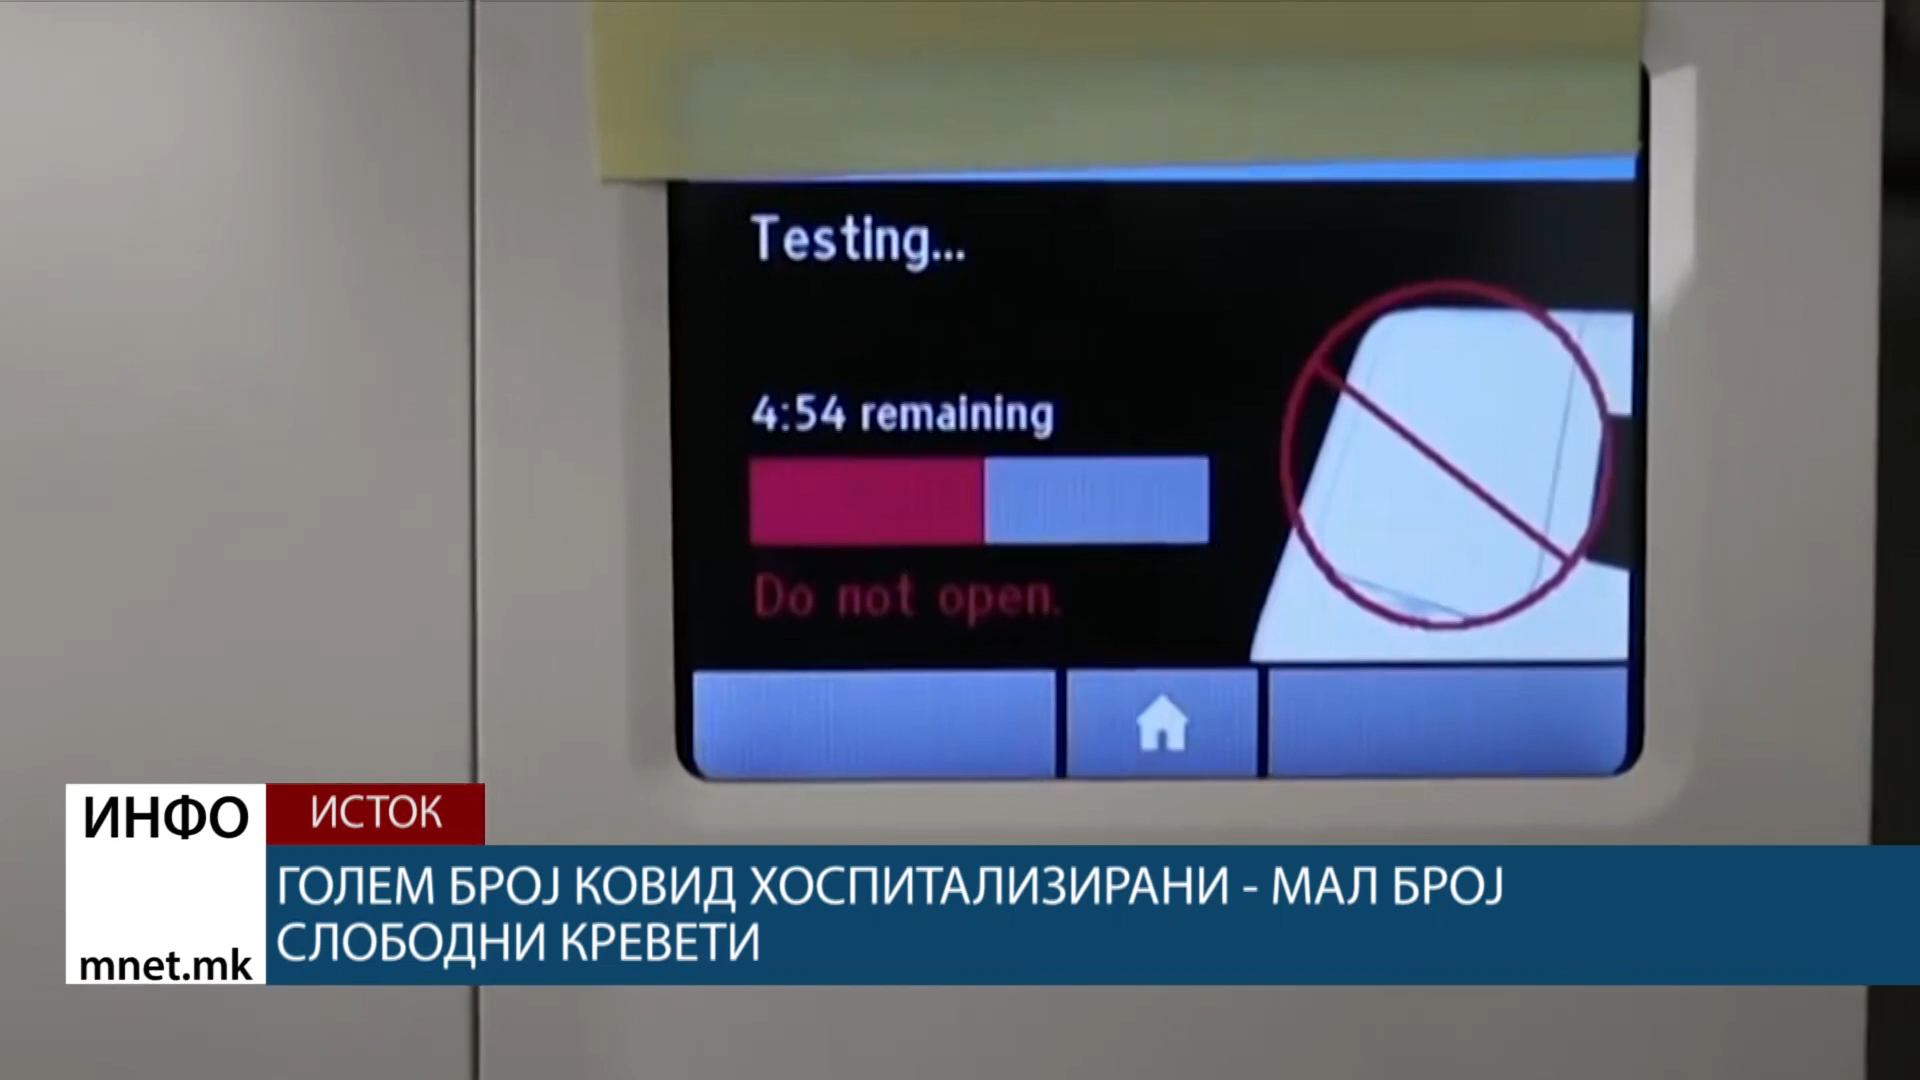 Testing...
4:54 remaining
Do not open.
ИНФО
ИСТОК
ГОЛЕМ БРОЈ КОВИД ХОСПИТАЛИЗИРАНИ - МАЛ БРОЈ
СЛОБОДНИ КРЕВЕТИ
mnet.mk